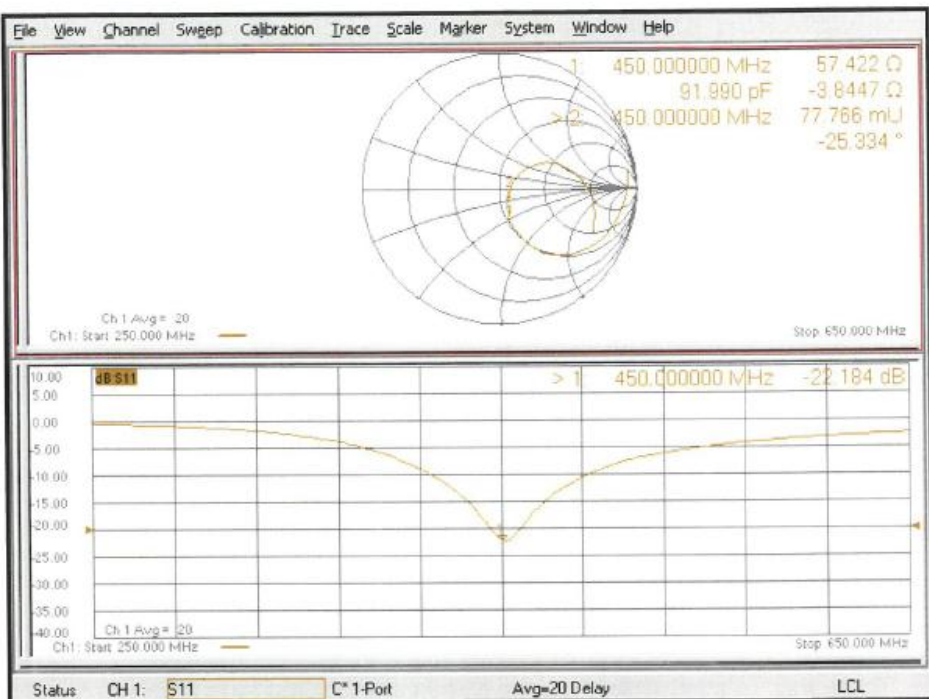 File View Channel Sweep Calibration Trace Scale Marker System Window Help
1 450.000000 MHz 57.422 Ω
91.990 pF -3.8447 Ω
> 2 450.000000 MHz 77.766 mU
-25.334 °
Ch 1 Avg = 20
Ch1: Start 250.000 MHz
Stop 650.000 MHz
10.00 dB S11 > 1 450.000000 MHz -22.184 dB
5.00
0.00
-5.00
-10.00
-15.00
-20.00
-25.00
-30.00
-35.00
-40.00
Ch 1 Avg = 20
Ch1: Start 250.000 MHz
Stop 650.000 MHz
Status CH 1: S11 C* 1-Port Avg=20 Delay LCL